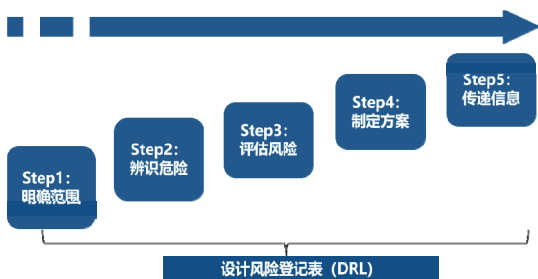 Step1：
明确范围
Step2：
辨识危险
Step3：
评估风险
Step4：
制定方案
Step5：
传递信息
设计风险登记表（DRL）